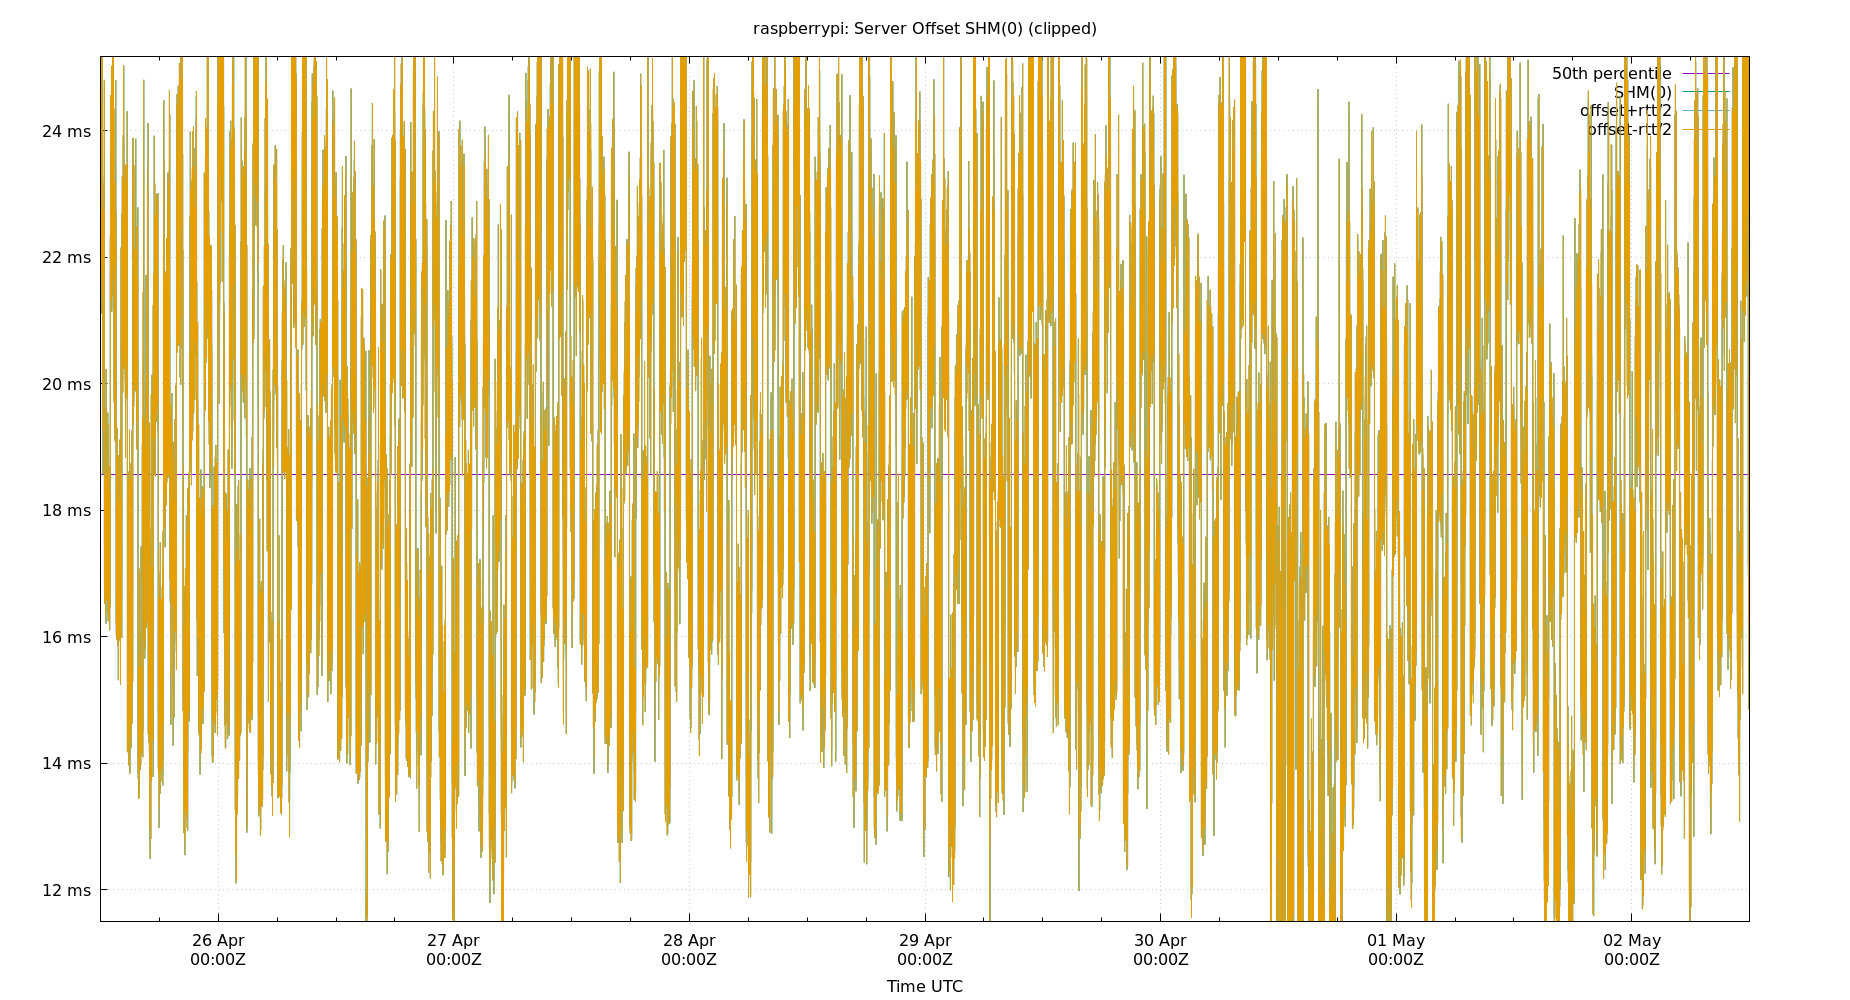 raspberrypi: Server Offset SHM(0) (clipped)
50th percentile
SHM(0)
offset+rtt/2
offset-rtt/2
24 ms
22 ms
20 ms
18 ms
16 ms
14 ms
12 ms
26 Apr 27 Apr 28 Apr 29 Apr 30 Apr 01 May 02 May
00:00Z 00:00Z 00:00Z 00:00Z 00:00Z 00:00Z 00:00Z
Time UTC